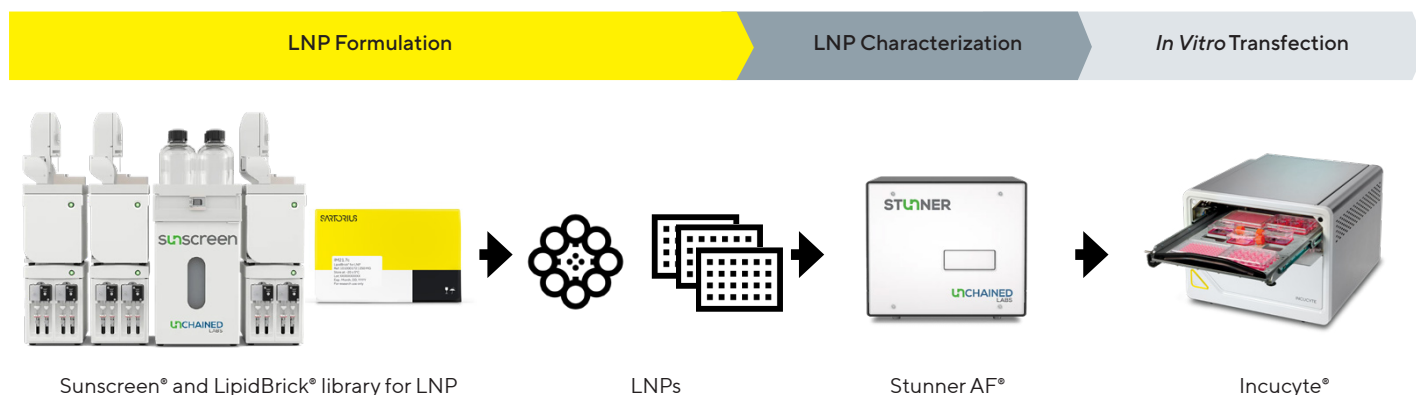 LNP Formulation
LNP Characterization
In Vitro Transfection
sunscreen
UNCHAINED
LABS
SARTORIUS
STUNNER
UNCHAINED
LABS
INCUCYTE
Sunscreen® and LipidBrick® library for LNP
LNPs
Stunner AF®
Incucyte®